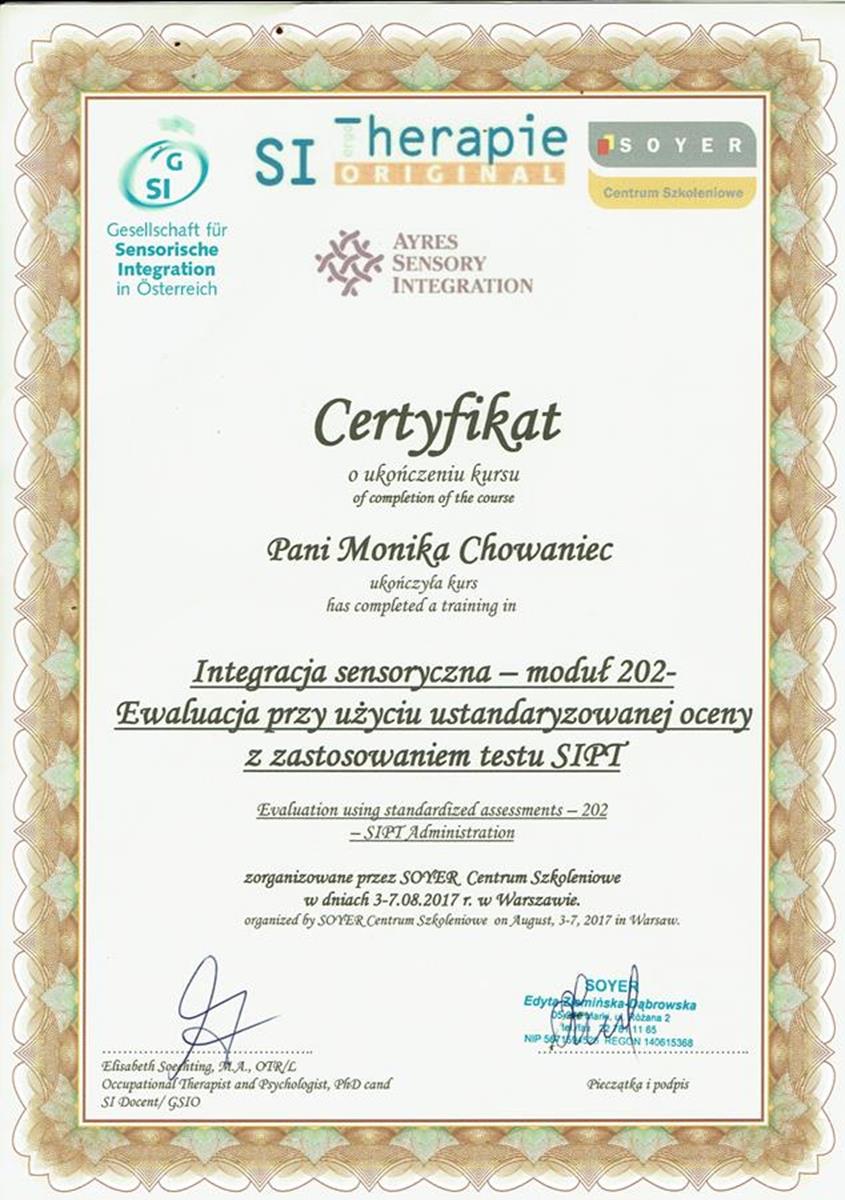 G
SI
Gesellschaft für
Sensorische
Integration
in Österreich
SI ergo Therapie
ORIGINAL
SOYER
Centrum Szkoleniowe
AYRES
SENSORY
INTEGRATION
Certyfikat
o ukończeniu kursu
of completion of the course
Pani Monika Chowaniec
ukończyła kurs
has completed a training in
Integracja sensoryczna – moduł 202-
Ewaluacja przy użyciu ustandaryzowanej oceny
z zastosowaniem testu SIPT
Evaluation using standardized assessments – 202
– SIPT Administration
zorganizowane przez SOYER Centrum Szkoleniowe
w dniach 3-7.08.2017 r. w Warszawie.
organized by SOYER Centrum Szkoleniowe on August, 3-7, 2017 in Warsaw.
SOYER
Edyta Ziemińska-Dąbrowska
Marki, ul. Różana 2
tel./fax 11 65
NIP REGON 140615368
Elisabeth Soechting, M.A., OTR/L
Occupational Therapist and Psychologist, PhD cand
SI Docent/ GSIO
Pieczątka i podpis